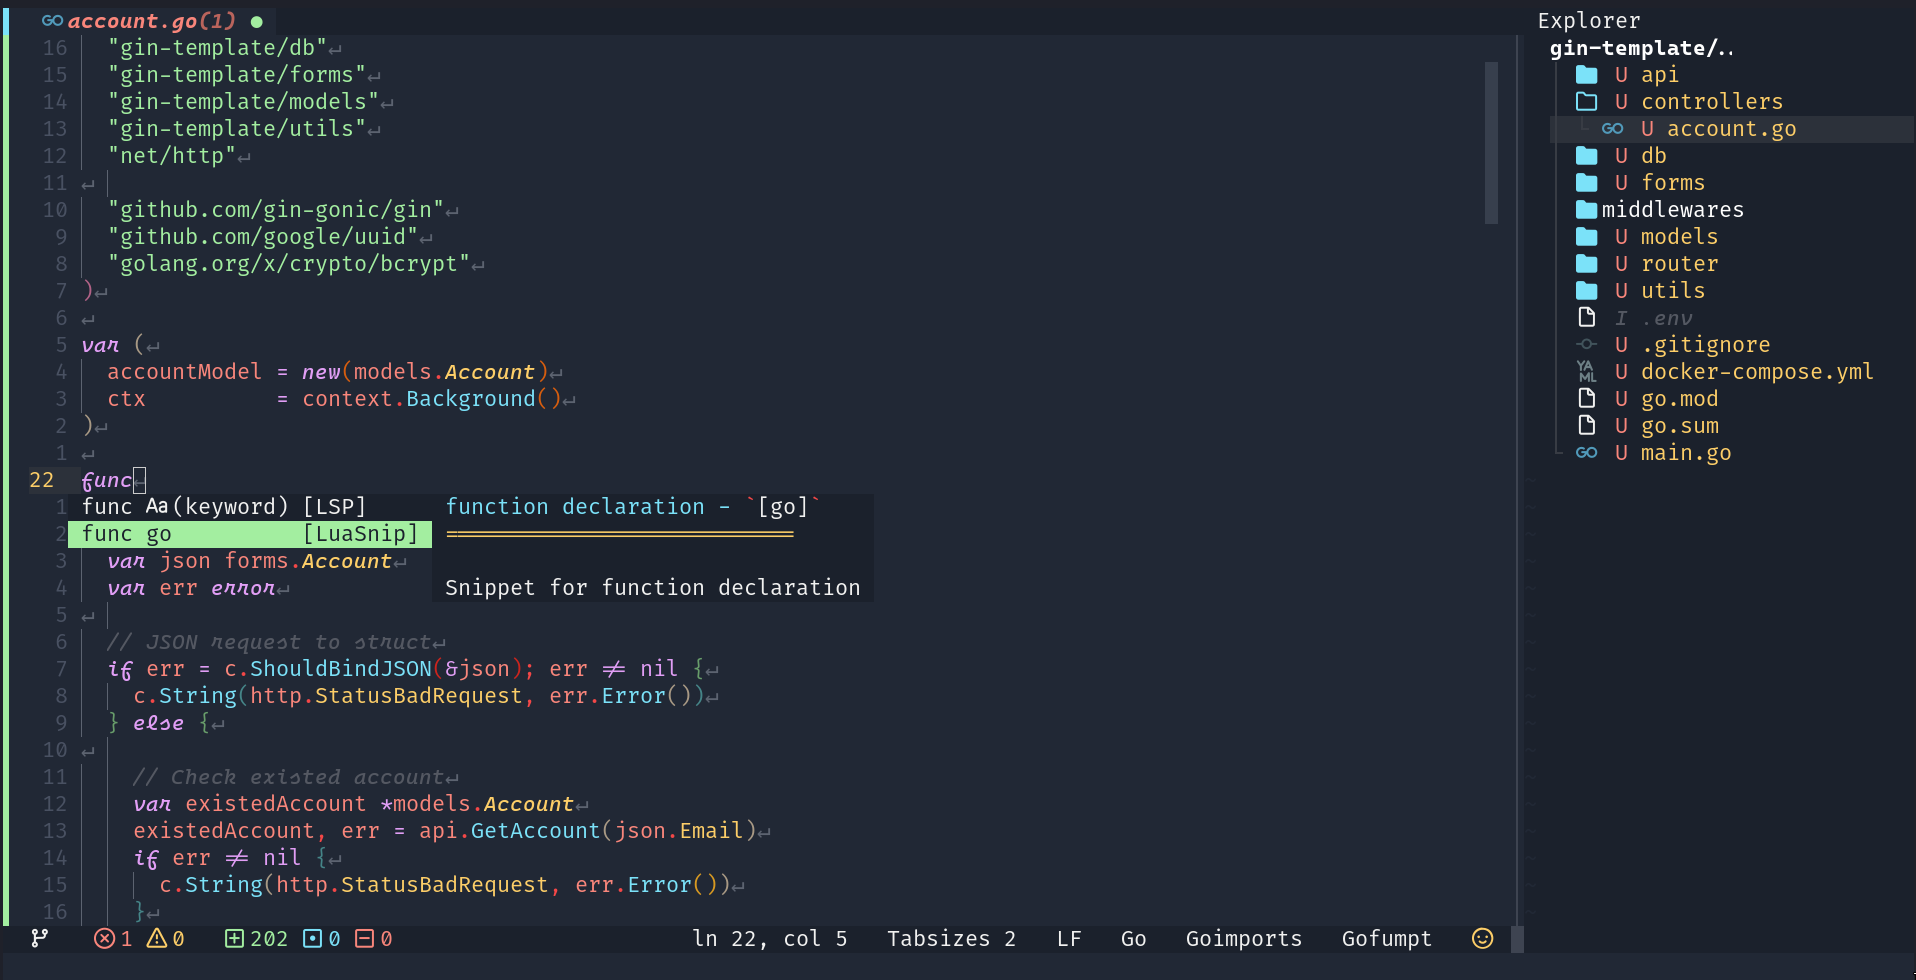 account.go(1) ●
16 "gin-template/db"↵
15 "gin-template/forms"↵
14 "gin-template/models"↵
13 "gin-template/utils"↵
12 "net/http"↵
11 ↵
10 "github.com/gin-gonic/gin"↵
9 "github.com/google/uuid"↵
8 "golang.org/x/crypto/bcrypt"↵
7 )↵
6 ↵
5 var (↵
4 accountModel = new(models.Account)↵
3 ctx          = context.Background()↵
2 )↵
1 ↵
22 func↵
1 func Aa(keyword) [LSP]
2 func go          [LuaSnip]
function declaration - `[go]`
===========================
Snippet for function declaration
3 var json forms.Account↵
4 var err error↵
5 ↵
6 // JSON request to struct↵
7 if err = c.ShouldBindJSON(&json); err ≠ nil {↵
8 c.String(http.StatusBadRequest, err.Error())↵
9 } else {↵
10 ↵
11 // Check existed account↵
12 var existedAccount *models.Account↵
13 existedAccount, err = api.GetAccount(json.Email)↵
14 if err ≠ nil {↵
15 c.String(http.StatusBadRequest, err.Error())↵
16 }↵
1 0 202 0 0 ln 22, col 5 Tabsizes 2 LF Go Goimports Gofumpt
Explorer
gin-template/..
U api
U controllers
GO U account.go
U db
U forms
middlewares
U models
U router
U utils
I .env
U .gitignore
YAML U docker-compose.yml
U go.mod
U go.sum
GO U main.go